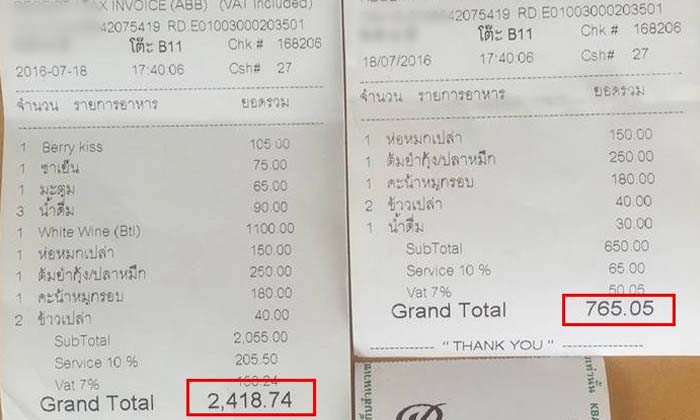 TAX INVOICE (ABB) (VAT Included)
42075419 RD.E01003000203501
โต๊ะ B11 Chk # 168206
2016-07-18 17:40:06 Csh# 27
จำนวน รายการอาหาร ยอดรวม
1 Berry kiss 105.00
1 ชาเย็น 75.00
1 มะตูม 65.00
3 น้ำดื่ม 90.00
1 White Wine (Btl) 1100.00
1 ห่อหมกเปล่า 150.00
1 ต้มยำกุ้ง/ปลาหมึก 250.00
1 คะน้าหมูกรอบ 180.00
2 ข้าวเปล่า 40.00
SubTotal 2,055.00
Service 10 % 205.50
Vat 7% 158.24
Grand Total 2,418.74
42075419 RD.E01003000203501
โต๊ะ B11 Chk # 168206
18/07/2016 17:40:06 Csh# 27
จำนวน รายการอาหาร ยอดรวม
1 ห่อหมกเปล่า 150.00
1 ต้มยำกุ้ง/ปลาหมึก 250.00
1 คะน้าหมูกรอบ 180.00
2 ข้าวเปล่า 40.00
1 น้ำดื่ม 30.00
SubTotal 650.00
Service 10 % 65.00
Vat 7% 50.05
Grand Total 765.05
" THANK YOU "